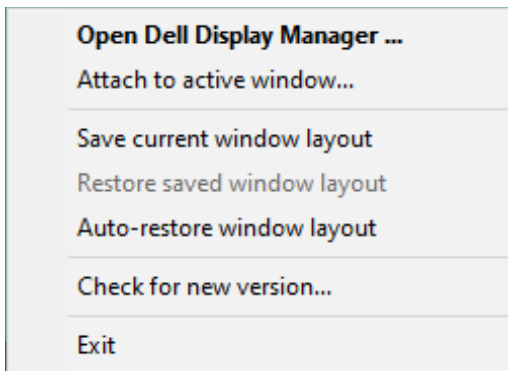 Open Dell Display Manager ...
Attach to active window...
Save current window layout
Restore saved window layout
Auto-restore window layout
Check for new version...
Exit